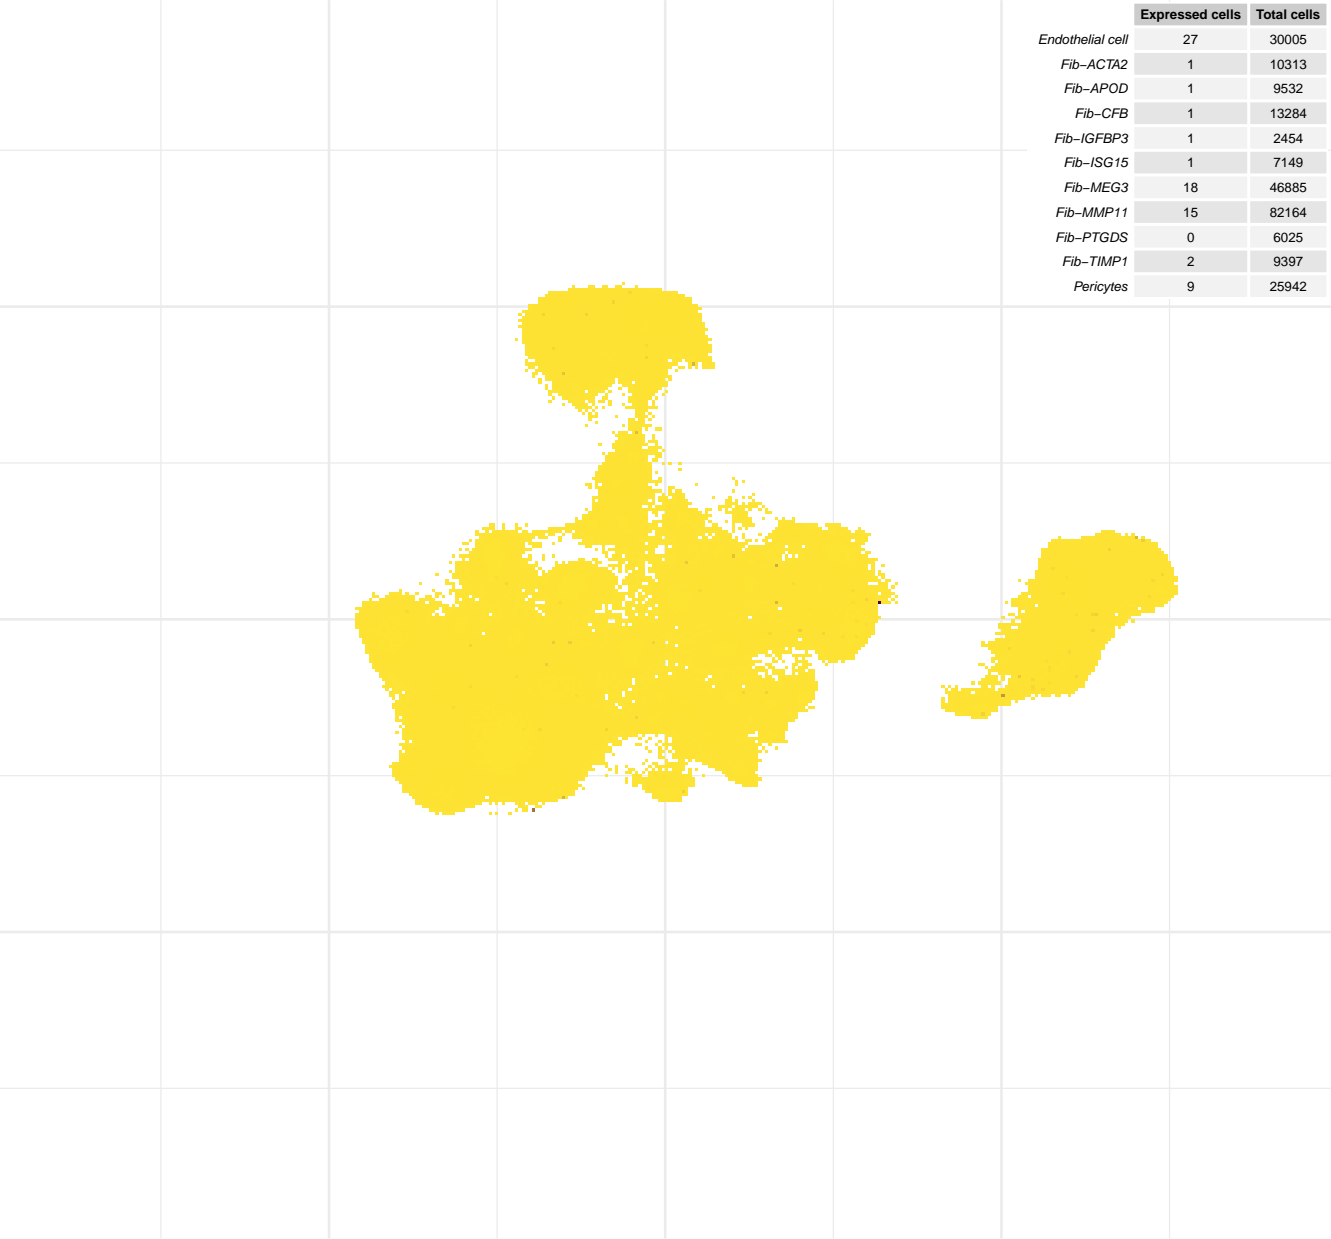 Expressed cells Total cells
Endothelial cell 27 30005
Fib−ACTA2 1 10313
Fib−APOD 1 9532
Fib−CFB 1 13284
Fib−IGFBP3 1 2454
Fib−ISG15 1 7149
Fib−MEG3 18 46885
Fib−MMP11 15 82164
Fib−PTGDS 0 6025
Fib−TIMP1 2 9397
Pericytes 9 25942